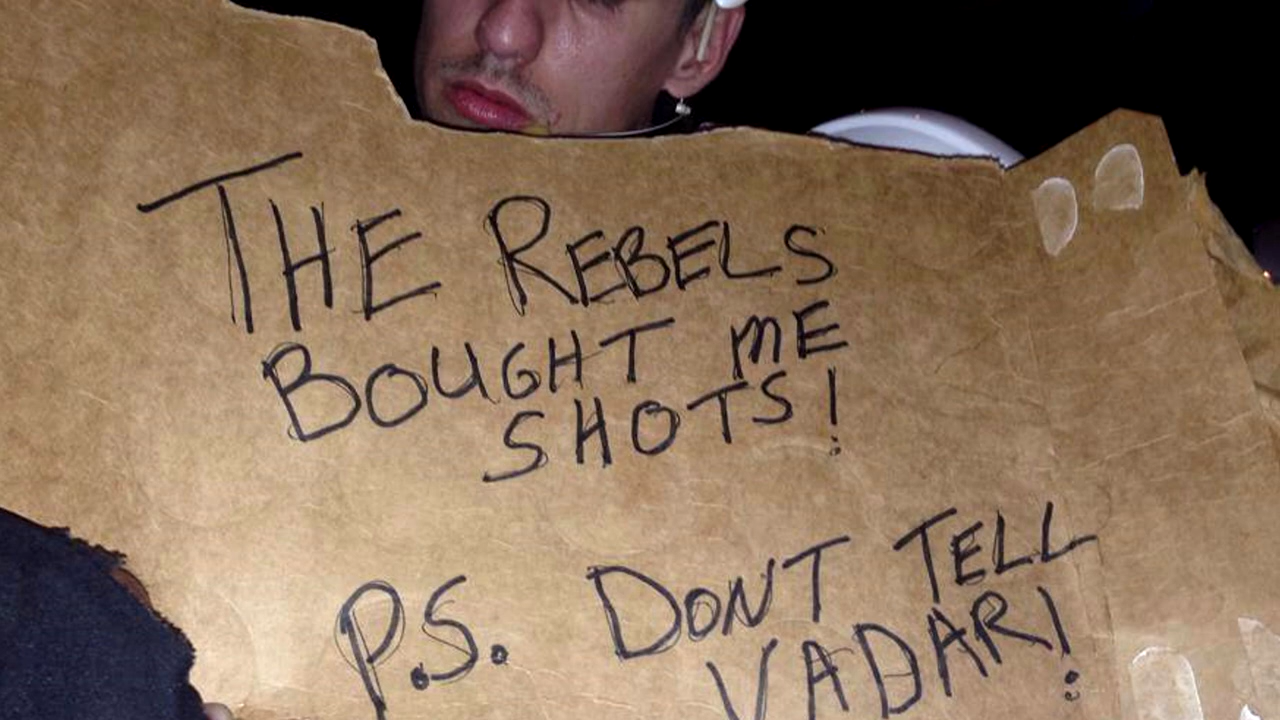 THE REBELS
BOUGHT ME
SHOTS!
P.S. DONT TELL
VADAR!